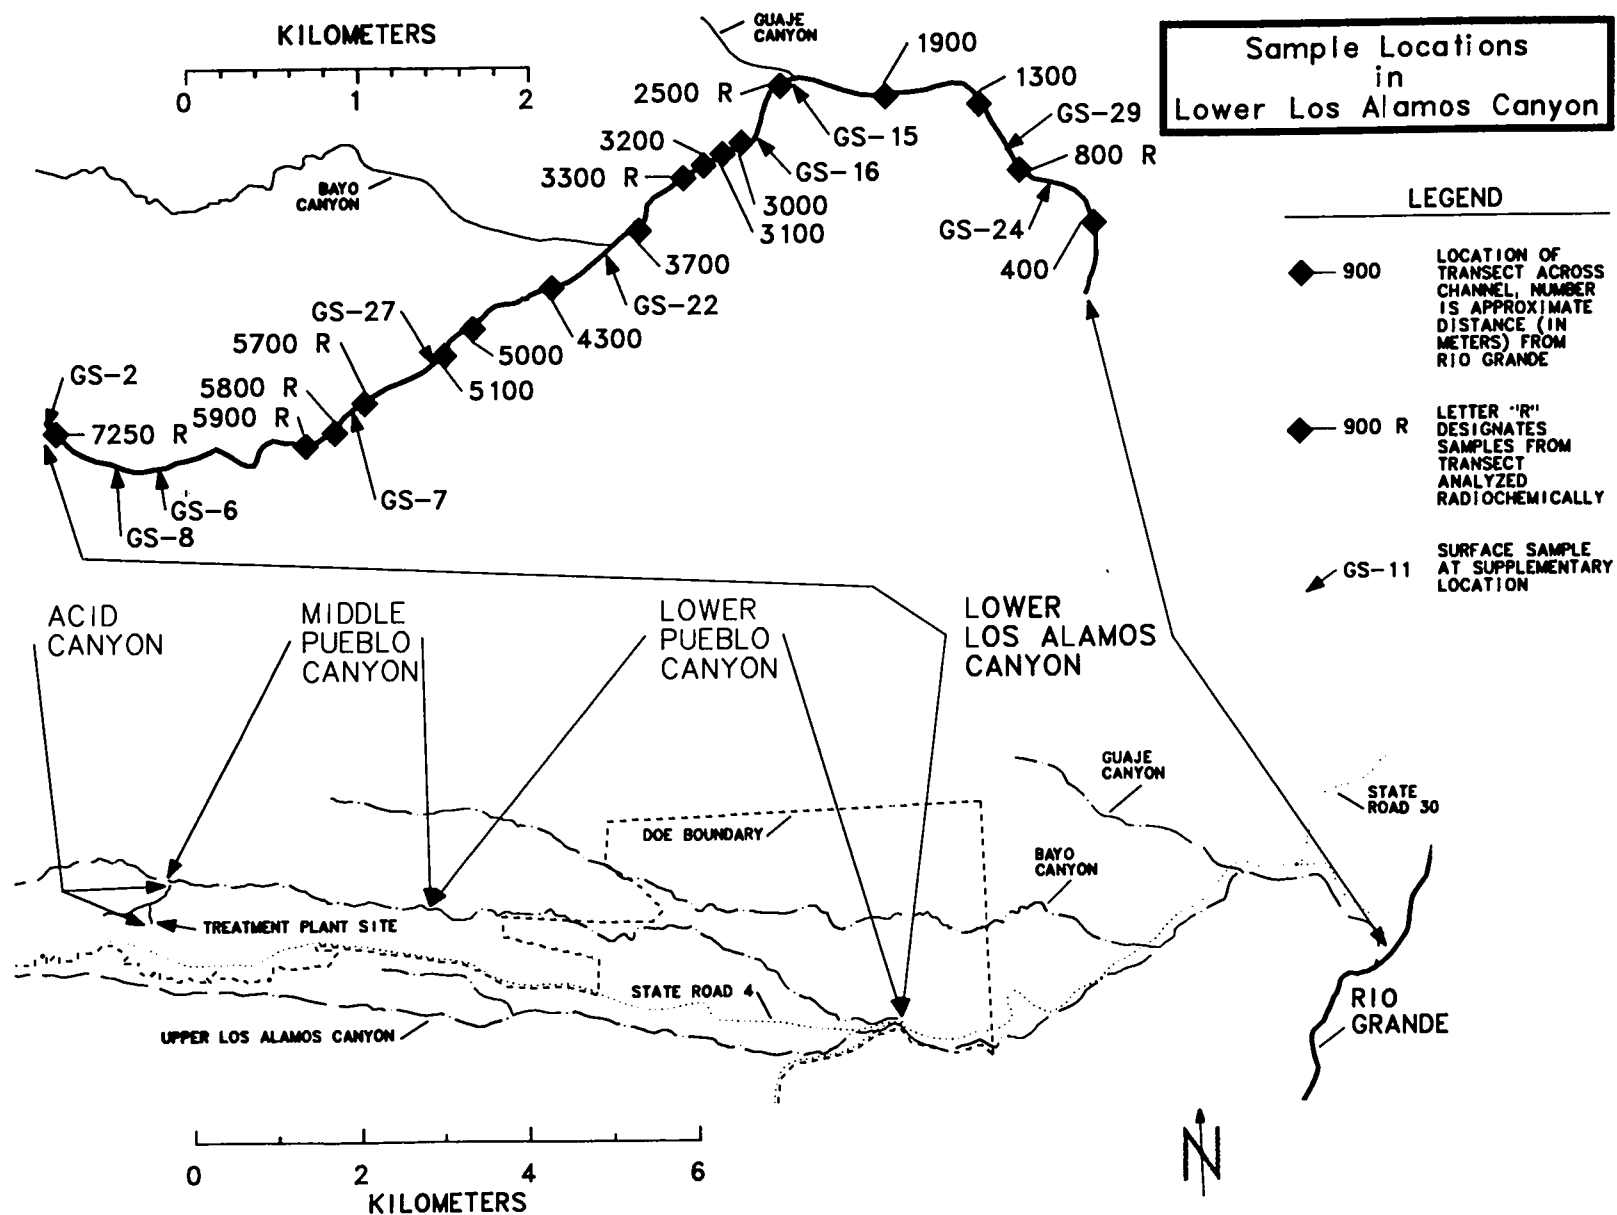 KILOMETERS
0 1 2
GUAJE
CANYON
1900
1300
2500 R
GS-15
GS-29
3200
800 R
3300 R
GS-16
3000
3100
GS-24
400
BAYO
CANYON
3700
GS-22
GS-27
4300
5700 R
5000
5100
GS-2
5800 R
5900 R
7250 R
GS-7
GS-6
GS-8
Sample Locations
in
Lower Los Alamos Canyon
LEGEND
900
LOCATION OF
TRANSECT ACROSS
CHANNEL, NUMBER
IS APPROXIMATE
DISTANCE (IN
METERS) FROM
RIO GRANDE
900 R
LETTER "R"
DESIGNATES
SAMPLES FROM
TRANSECT
ANALYZED
RADIOCHEMICALLY
GS-11
SURFACE SAMPLE
AT SUPPLEMENTARY
LOCATION
ACID
CANYON
MIDDLE
PUEBLO
CANYON
LOWER
PUEBLO
CANYON
LOWER
LOS ALAMOS
CANYON
GUAJE
CANYON
STATE
ROAD 30
DOE BOUNDARY
BAYO
CANYON
TREATMENT PLANT SITE
STATE ROAD 4
UPPER LOS ALAMOS CANYON
RIO
GRANDE
N
0 2 4 6
KILOMETERS